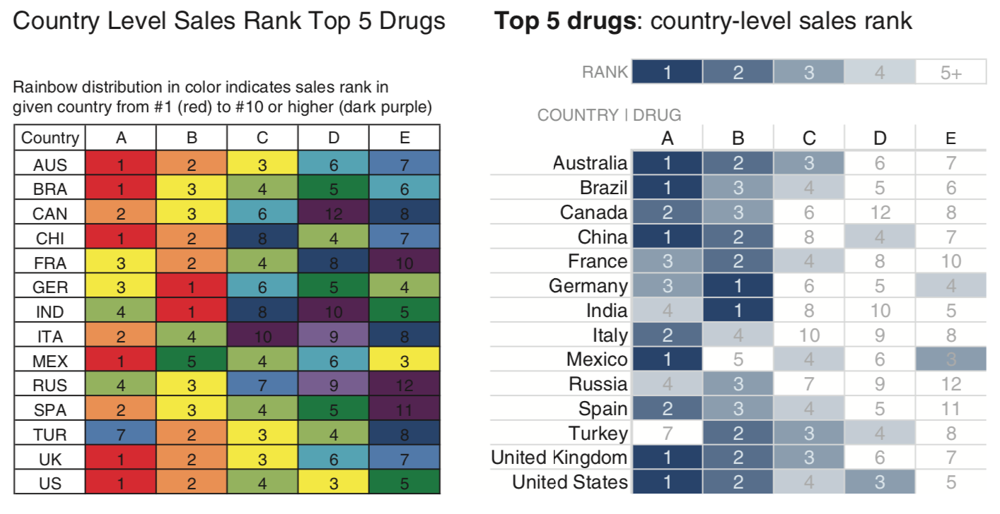 Country Level Sales Rank Top 5 Drugs
Rainbow distribution in color indicates sales rank in
given country from #1 (red) to #10 or higher (dark purple)
Country A B C D E
AUS 1 2 3 6 7
BRA 1 3 4 5 6
CAN 2 3 6 12 8
CHI 1 2 8 4 7
FRA 3 2 4 8 10
GER 3 1 6 5 4
IND 4 1 8 10 5
ITA 2 4 10 9 8
MEX 1 5 4 6 3
RUS 4 3 7 9 12
SPA 2 3 4 5 11
TUR 7 2 3 4 8
UK 1 2 3 6 7
US 1 2 4 3 5
Top 5 drugs: country-level sales rank
RANK 1 2 3 4 5+
COUNTRY | DRUG
A B C D E
Australia 1 2 3 6 7
Brazil 1 3 4 5 6
Canada 2 3 6 12 8
China 1 2 8 4 7
France 3 2 4 8 10
Germany 3 1 6 5 4
India 4 1 8 10 5
Italy 2 4 10 9 8
Mexico 1 5 4 6 3
Russia 4 3 7 9 12
Spain 2 3 4 5 11
Turkey 7 2 3 4 8
United Kingdom 1 2 3 6 7
United States 1 2 4 3 5